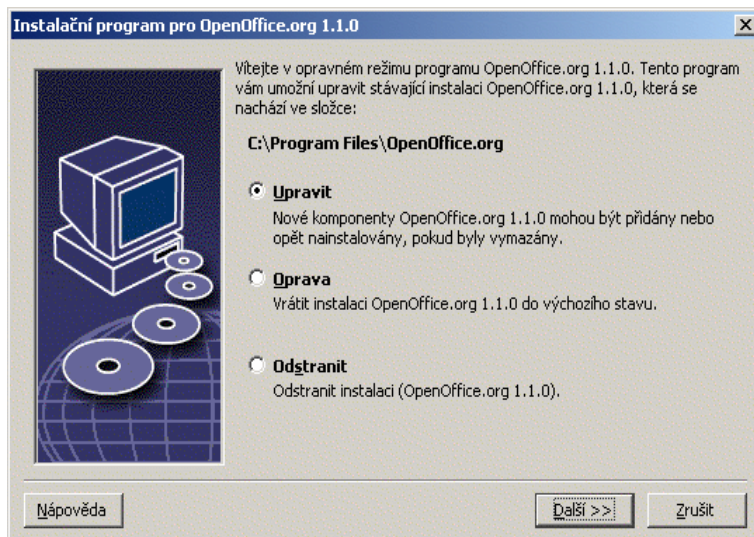 Instalační program pro OpenOffice.org 1.1.0
Vítejte v opravném režimu programu OpenOffice.org 1.1.0. Tento program
vám umožní upravit stávající instalaci OpenOffice.org 1.1.0, která se
nachází ve složce:
C:\Program Files\OpenOffice.org
Upravit
Nové komponenty OpenOffice.org 1.1.0 mohou být přidány nebo
opět nainstalovány, pokud byly vymazány.
Oprava
Vrátit instalaci OpenOffice.org 1.1.0 do výchozího stavu.
Odstranit
Odstranit instalaci (OpenOffice.org 1.1.0).
Nápověda
Další >>
Zrušit